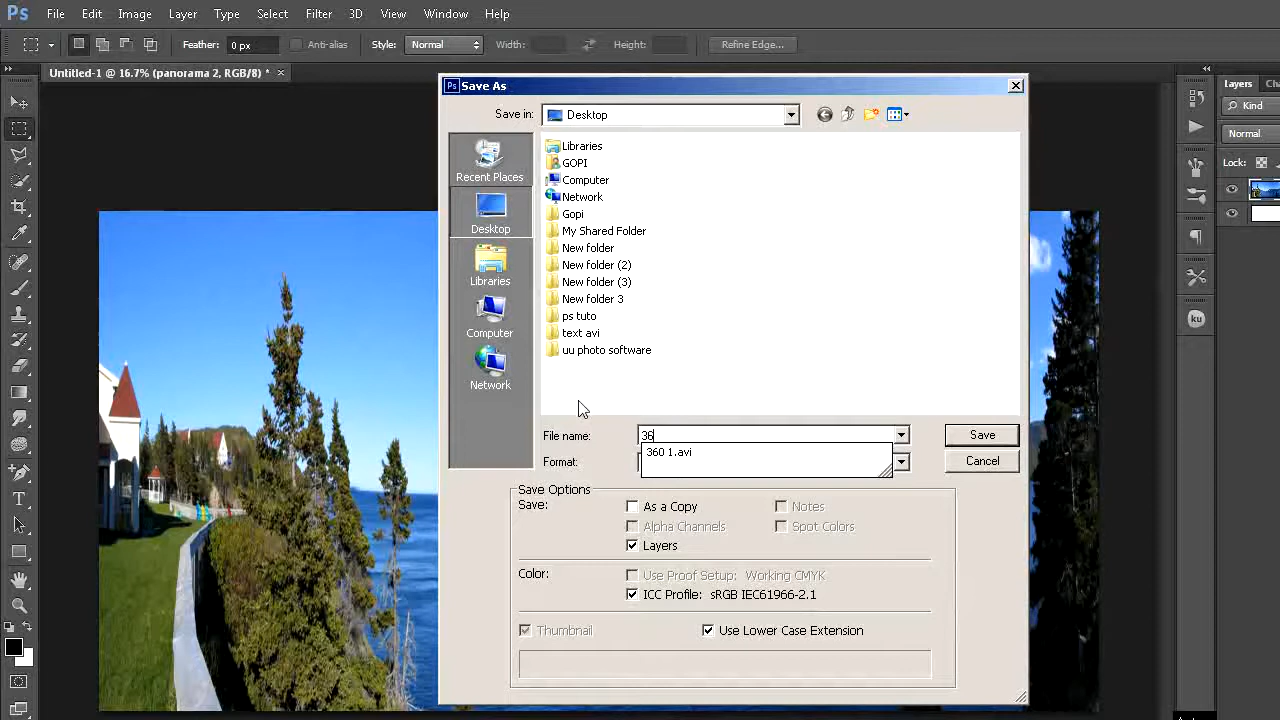 Ps File Edit Image Layer Type Select Filter 3D View Window Help
Feather: 0 px Anti-alias Style: Normal Width: Height: Refine Edge...
Untitled-1 @ 16.7% (panorama 2, RGB/8) * ×
Ps Save As
Save in: Desktop
Recent Places
Desktop
Libraries
Computer
Network
Libraries
GOPI
Computer
Network
Gopi
My Shared Folder
New folder
New folder (2)
New folder (3)
New folder 3
ps tuto
text avi
uu photo software
File name: 36 Save
360 1.avi
Format: Cancel
Save Options
Save: As a Copy Notes
Alpha Channels Spot Colors
Layers
Color: Use Proof Setup: Working CMYK
ICC Profile: sRGB IEC61966-2.1
Thumbnail Use Lower Case Extension
Layers
Kind
Normal
Lock:
ku